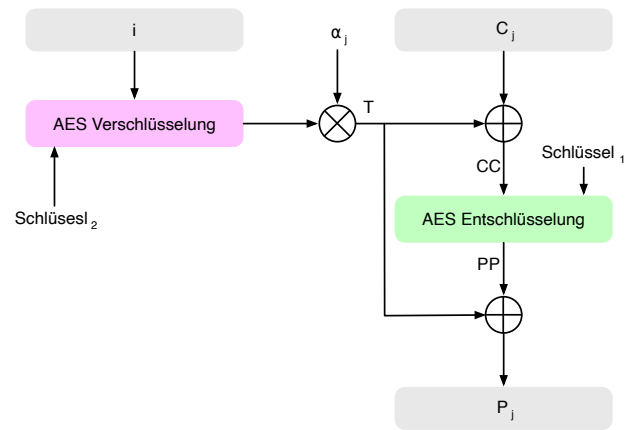 i
α j
C j
T
AES Verschlüsselung
Schlüssel 1
CC
Schlüsesl 2
AES Entschlüsselung
PP
P j